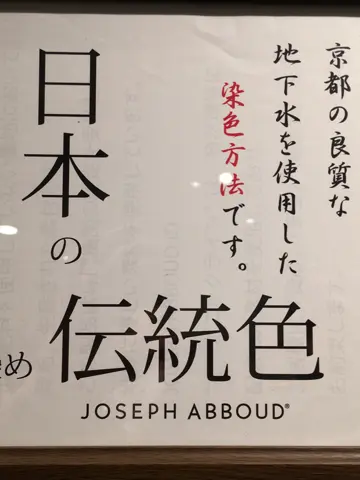 京都の良質な
地下水を使用した
染色方法です。
日本の
伝統色
め
JOSEPH ABBOUD®